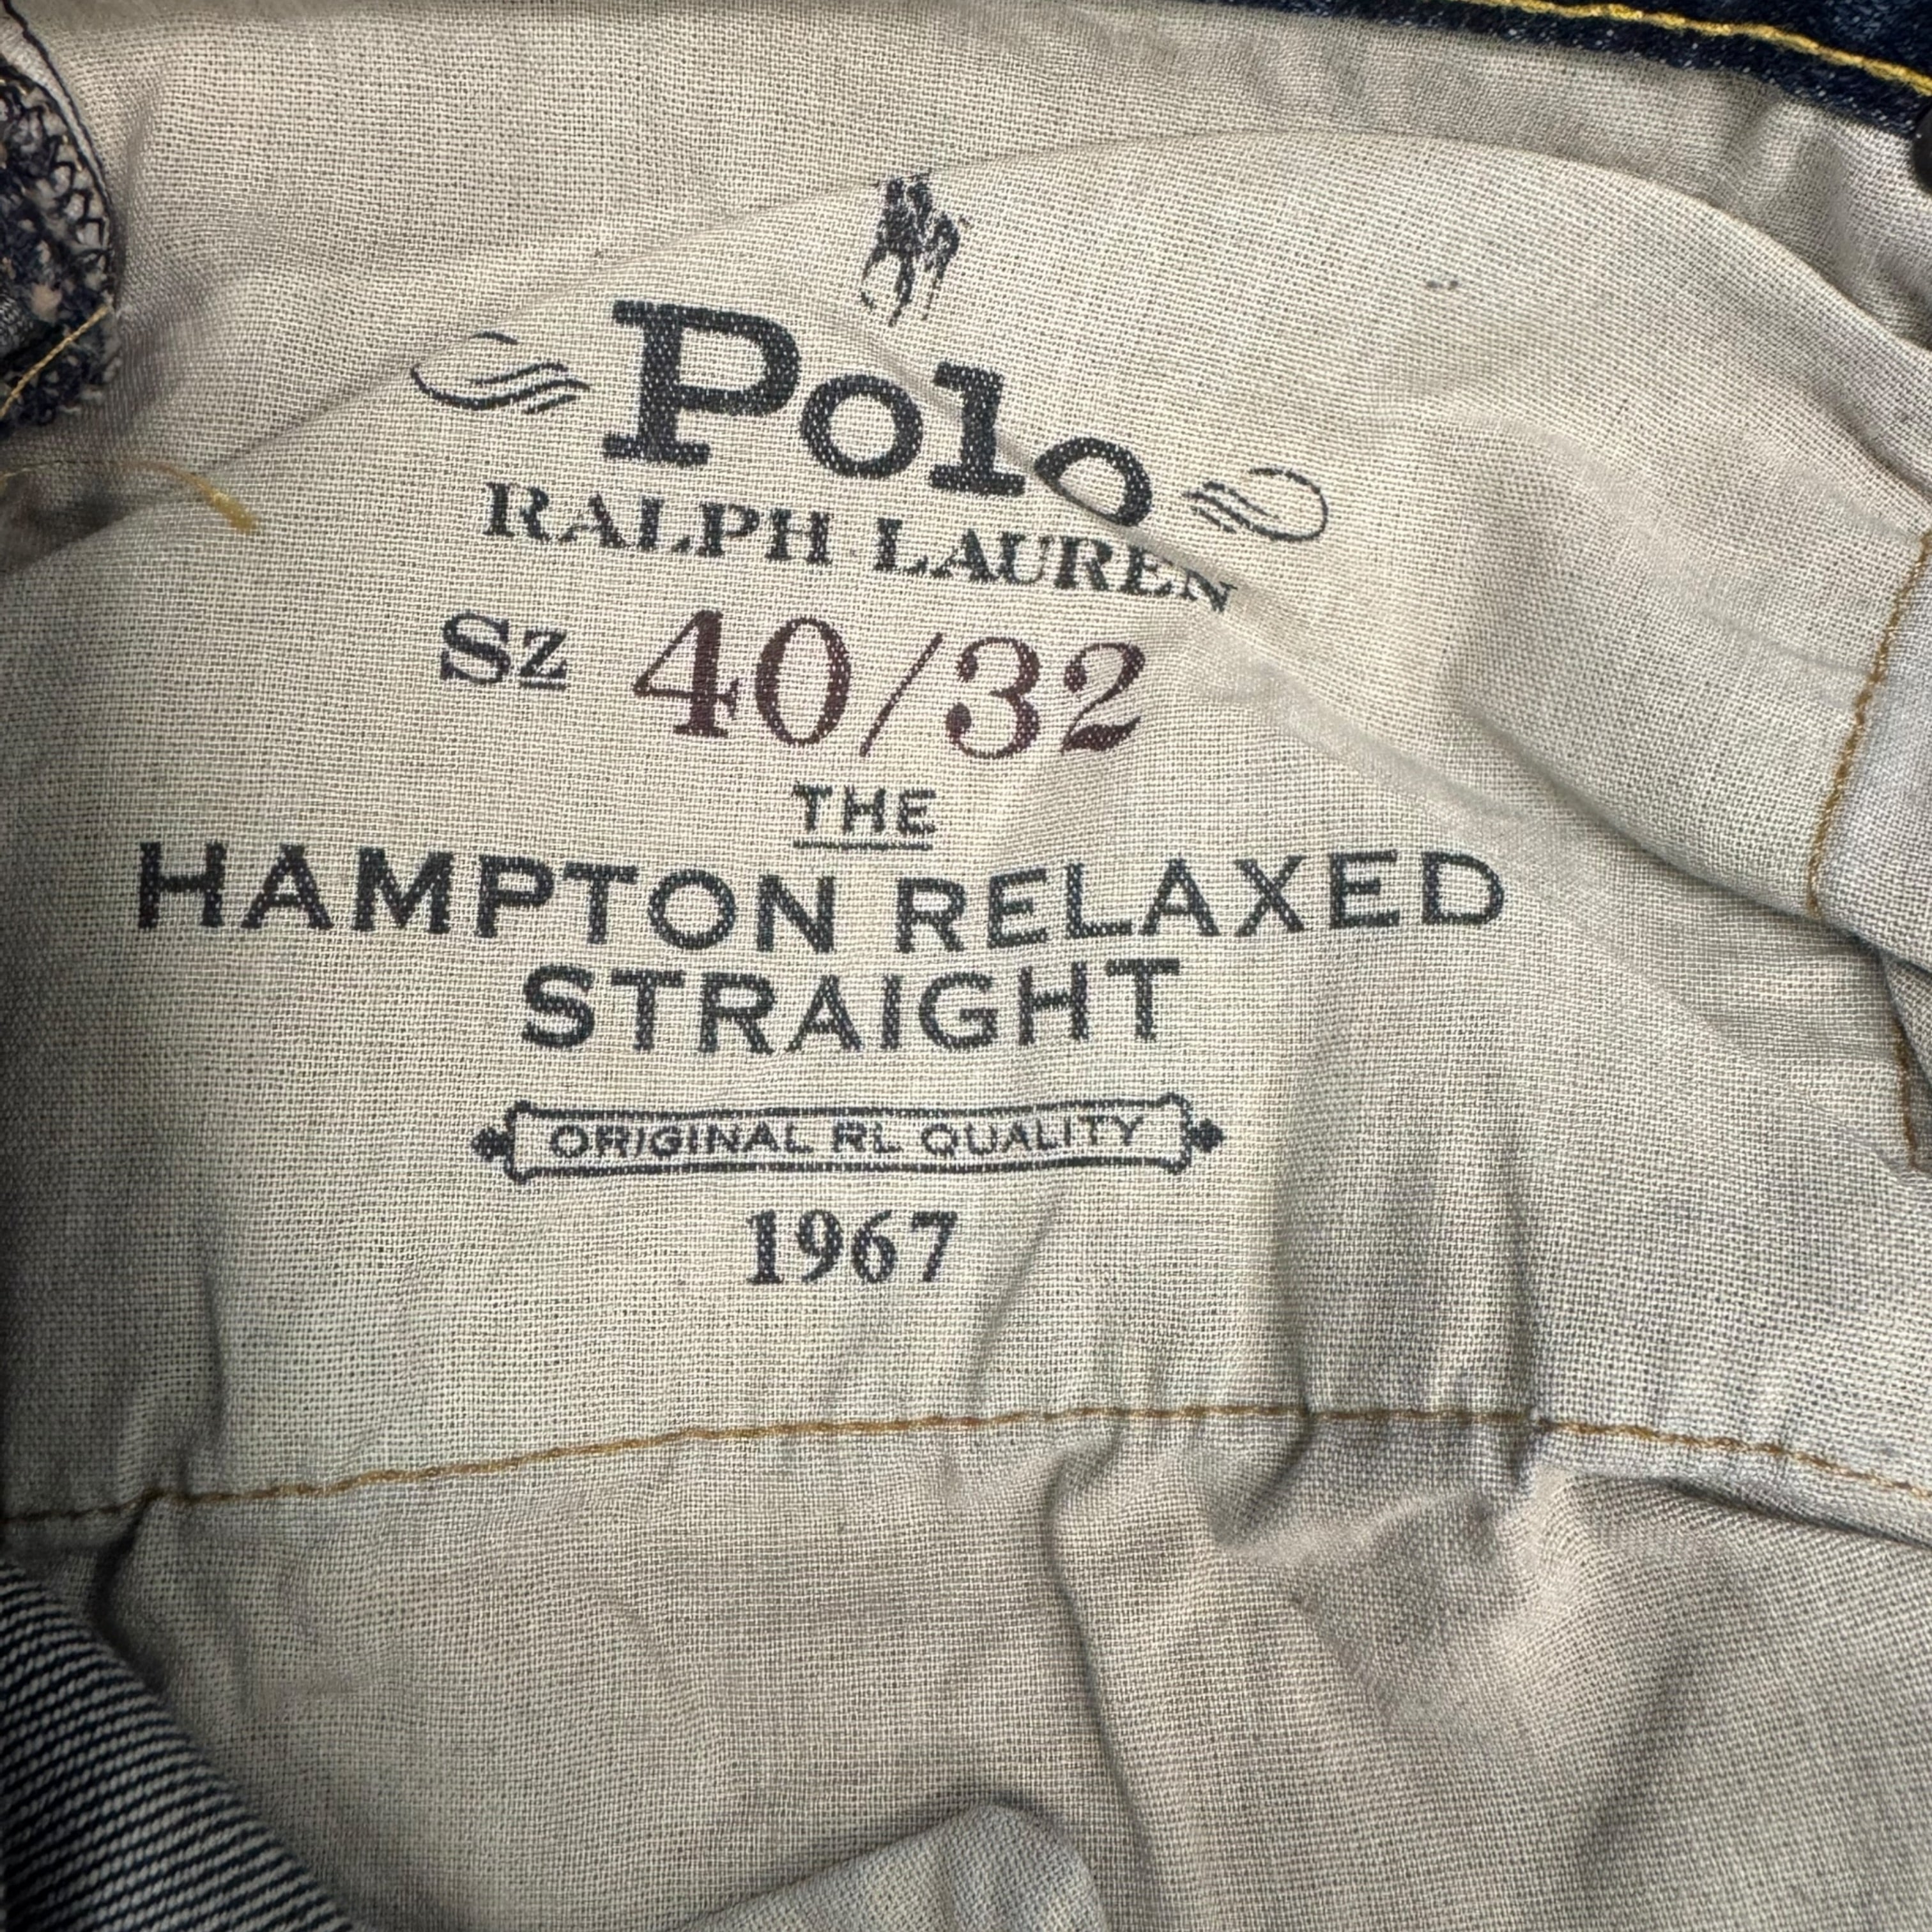 Polo
RALPH LAUREN
Sz 40/32
THE
HAMPTON RELAXED
STRAIGHT
ORIGINAL RL QUALITY
1967